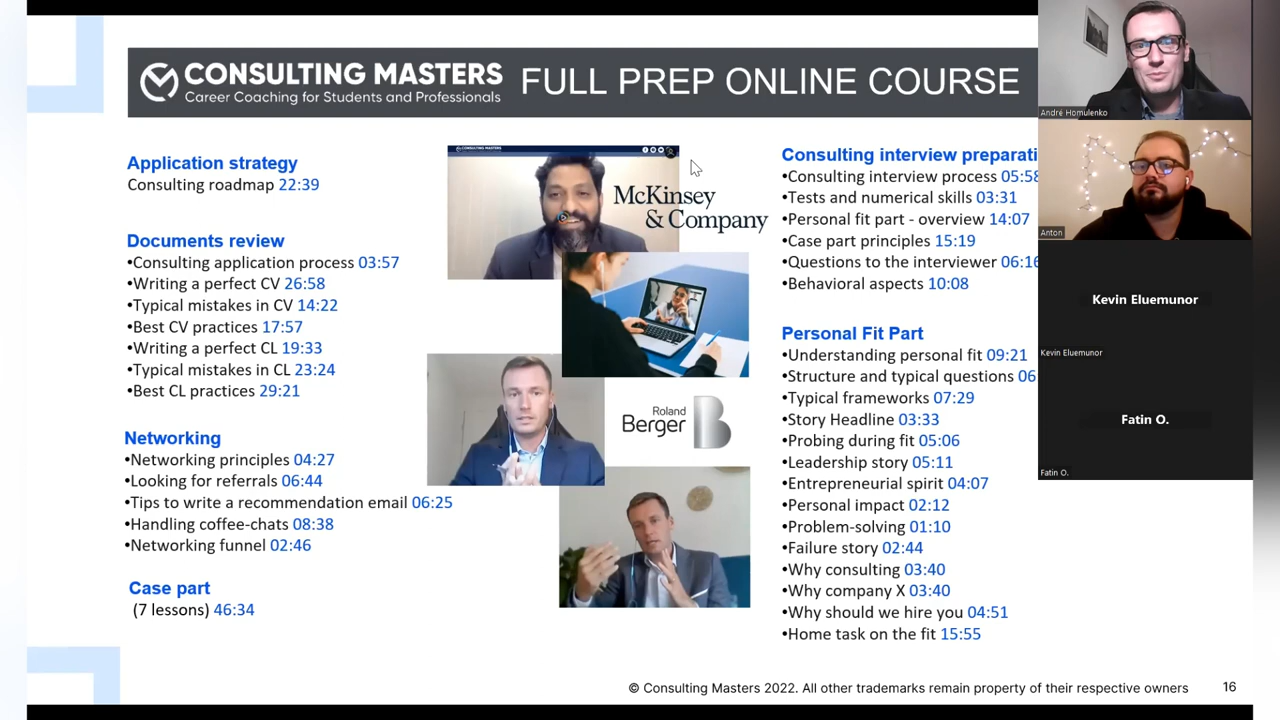 CONSULTING MASTERS
Career Coaching for Students and Professionals
FULL PREP ONLINE COURSE
Application strategy
Consulting roadmap 22:39
Documents review
•Consulting application process 03:57
•Writing a perfect CV 26:58
•Typical mistakes in CV 14:22
•Best CV practices 17:57
•Writing a perfect CL 19:33
•Typical mistakes in CL 23:24
•Best CL practices 29:21
Networking
•Networking principles 04:27
•Looking for referrals 06:44
•Tips to write a recommendation email 06:25
•Handling coffee-chats 08:38
•Networking funnel 02:46
Case part
(7 lessons) 46:34
CONSULTING MASTERS
McKinsey
& Company
Roland
Berger
B
Consulting interview preparati
•Consulting interview process 05:58
•Tests and numerical skills 03:31
•Personal fit part - overview 14:07
•Case part principles 15:19
•Questions to the interviewer 06:16
•Behavioral aspects 10:08
Personal Fit Part
•Understanding personal fit 09:21
•Structure and typical questions 06
•Typical frameworks 07:29
•Story Headline 03:33
•Probing during fit 05:06
•Leadership story 05:11
•Entrepreneurial spirit 04:07
•Personal impact 02:12
•Problem-solving 01:10
•Failure story 02:44
•Why consulting 03:40
•Why company X 03:40
•Why should we hire you 04:51
•Home task on the fit 15:55
André Homulenko
Anton
Kevin Eluemunor
Kevin Eluemunor
Fatin O.
Fatin O.
© Consulting Masters 2022. All other trademarks remain property of their respective owners
16